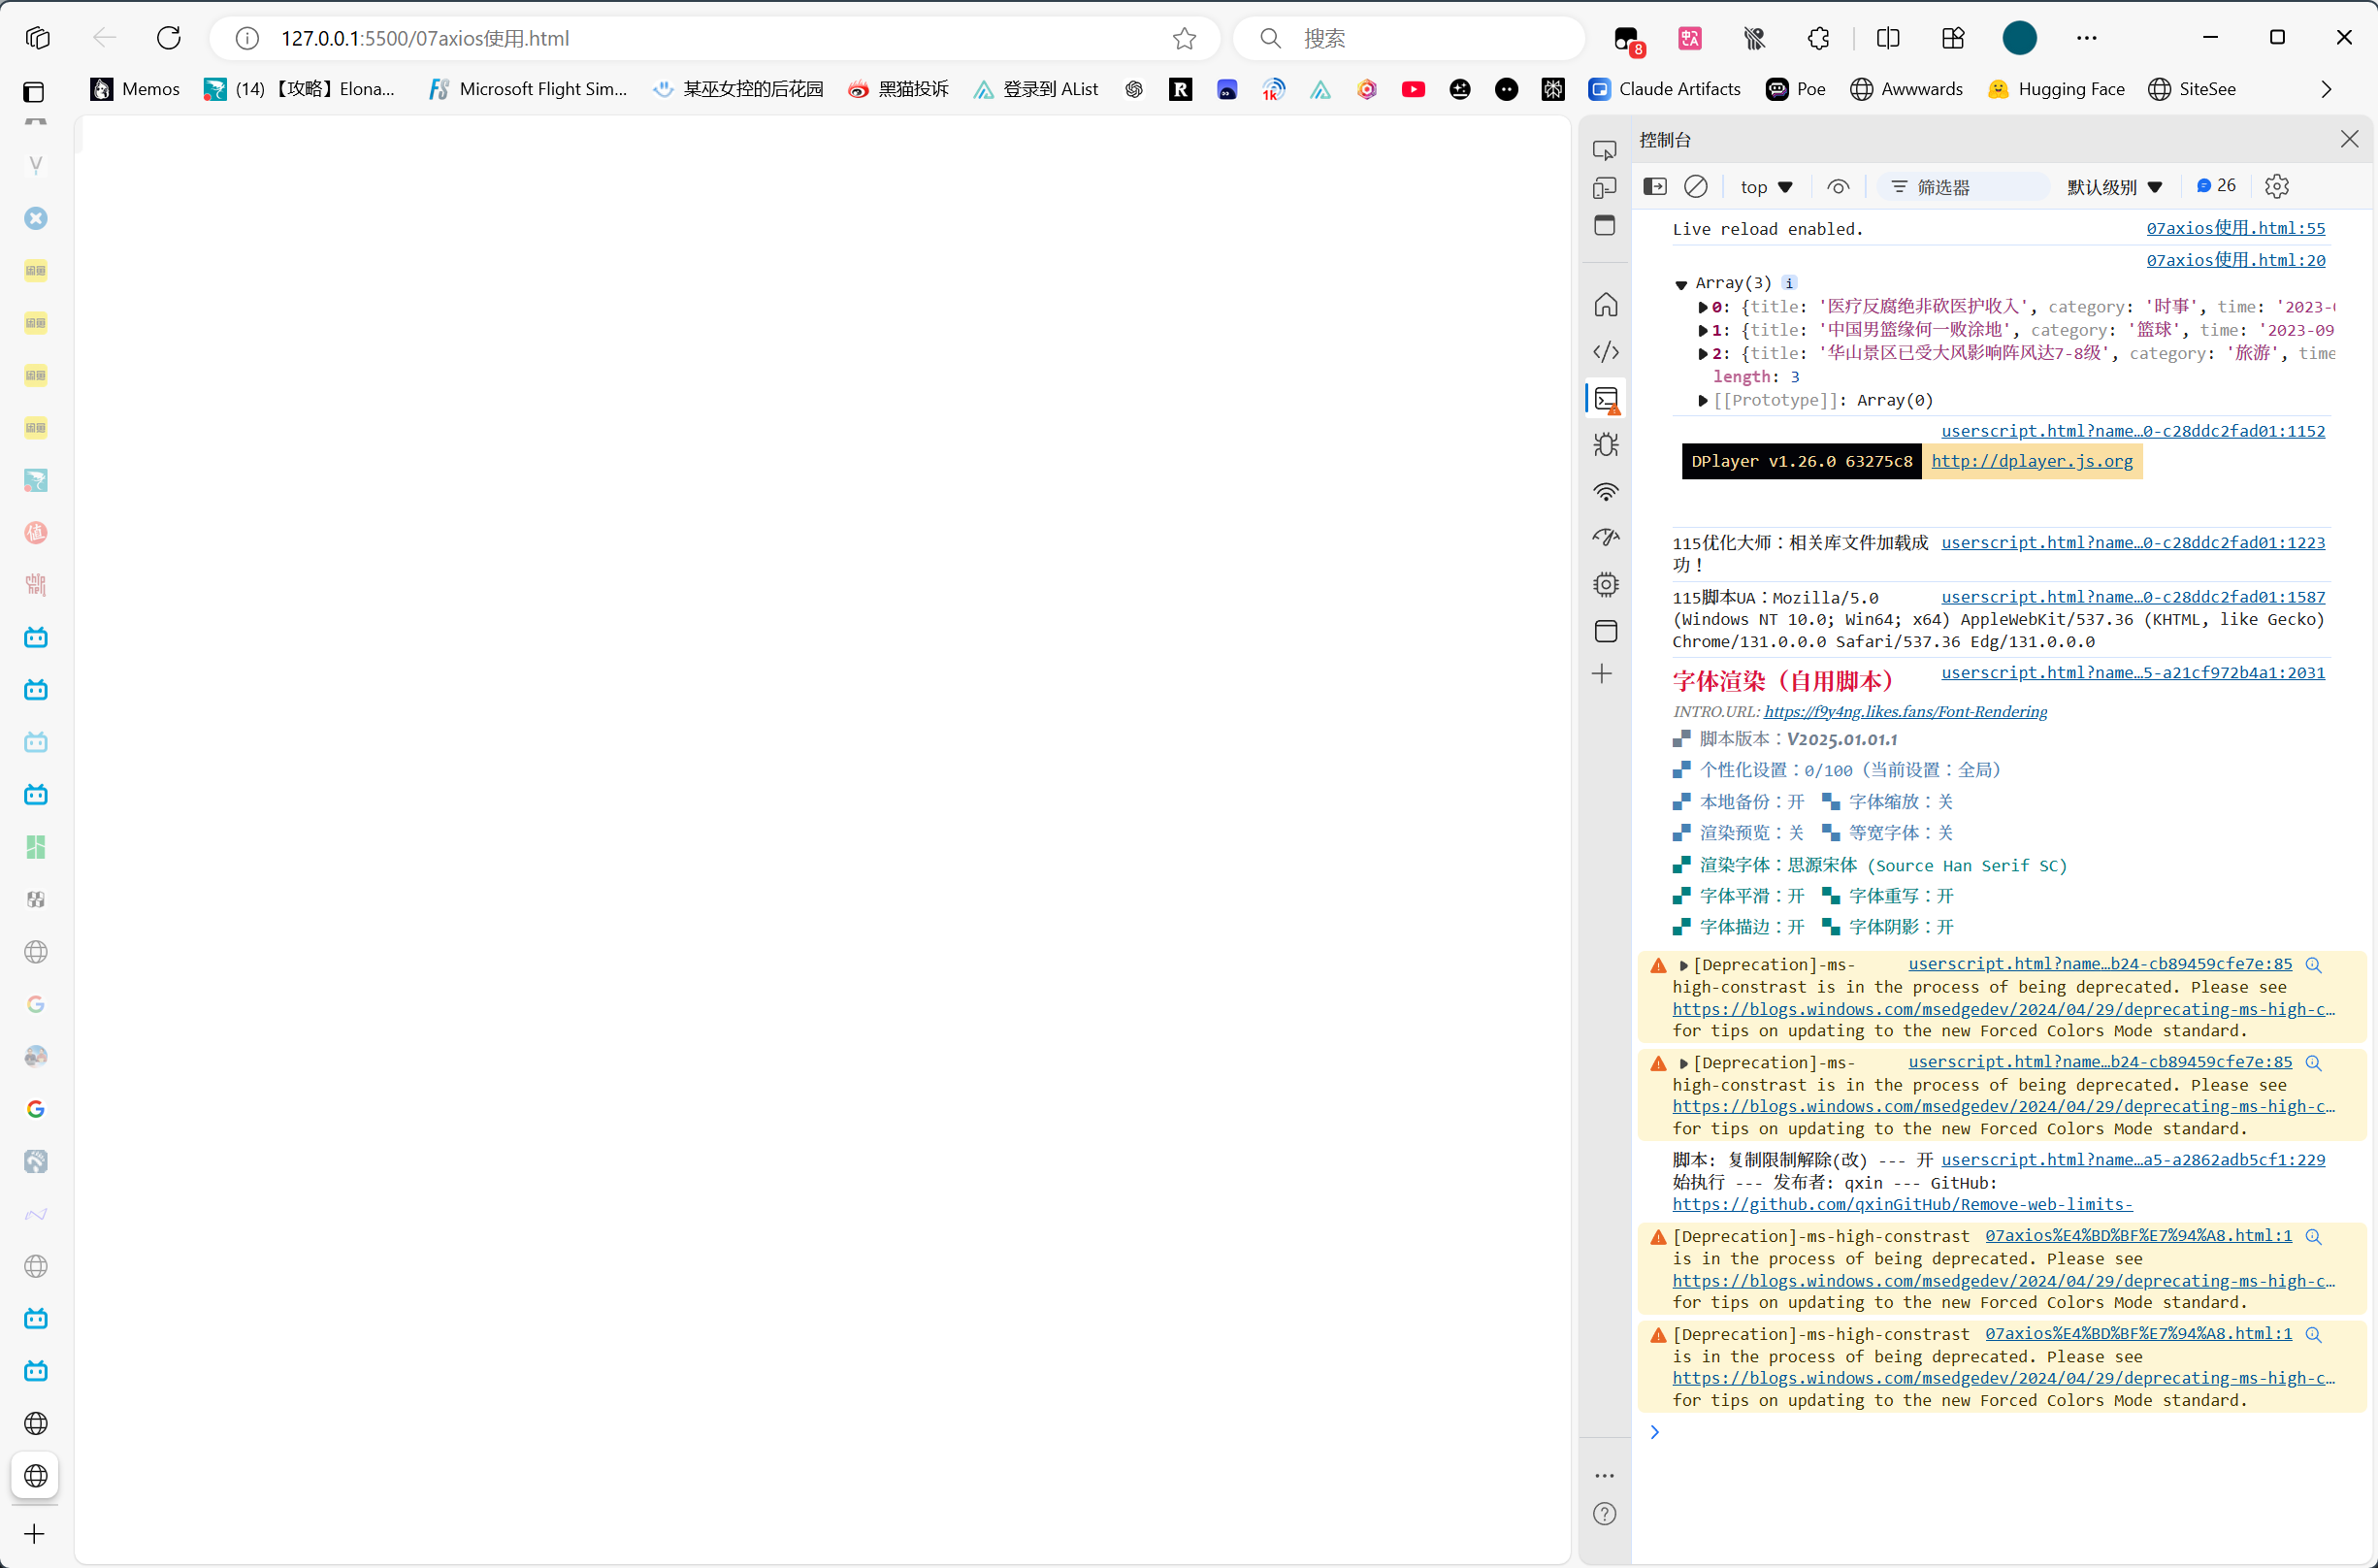 127.0.0.1:5500/07axios使用.html
搜索
8
Memos
(14) 【攻略】Elona...
Microsoft Flight Sim...
某巫女控的后花园
黑猫投诉
登录到 AList
1k
Claude Artifacts
Poe
Awwwards
Hugging Face
SiteSee
控制台
top
筛选器
默认级别
26
Live reload enabled. 07axios使用.html:55
07axios使用.html:20
Array(3) i
0: {title: '医疗反腐绝非砍医护收入', category: '时事', time: '2023-
1: {title: '中国男篮缘何一败涂地', category: '篮球', time: '2023-09
2: {title: '华山景区已受大风影响阵风达7-8级', category: '旅游', time
length: 3
[[Prototype]]: Array(0)
userscript.html?name…0-c28ddc2fad01:1152
DPlayer v1.26.0 63275c8 http://dplayer.js.org
115优化大师：相关库文件加载成 userscript.html?name…0-c28ddc2fad01:1223
功！
115脚本UA：Mozilla/5.0 userscript.html?name…0-c28ddc2fad01:1587
(Windows NT 10.0; Win64; x64) AppleWebKit/537.36 (KHTML, like Gecko)
Chrome/131.0.0.0 Safari/537.36 Edg/131.0.0.0
字体渲染（自用脚本） userscript.html?name…5-a21cf972b4a1:2031
INTRO.URL: https://f9y4ng.likes.fans/Font-Rendering
脚本版本：V2025.01.01.1
个性化设置：0/100（当前设置：全局）
本地备份：开 字体缩放：关
渲染预览：关 等宽字体：关
渲染字体：思源宋体 (Source Han Serif SC)
字体平滑：开 字体重写：开
字体描边：开 字体阴影：开
[Deprecation]-ms- userscript.html?name…b24-cb89459cfe7e:85
high-constrast is in the process of being deprecated. Please see
https://blogs.windows.com/msedgedev/2024/04/29/deprecating-ms-high-c…
for tips on updating to the new Forced Colors Mode standard.
[Deprecation]-ms- userscript.html?name…b24-cb89459cfe7e:85
high-constrast is in the process of being deprecated. Please see
https://blogs.windows.com/msedgedev/2024/04/29/deprecating-ms-high-c…
for tips on updating to the new Forced Colors Mode standard.
脚本: 复制限制解除(改) --- 开 userscript.html?name…a5-a2862adb5cf1:229
始执行 --- 发布者: qxin --- GitHub:
https://github.com/qxinGitHub/Remove-web-limits-
[Deprecation]-ms-high-constrast 07axios%E4%BD%BF%E7%94%A8.html:1
is in the process of being deprecated. Please see
https://blogs.windows.com/msedgedev/2024/04/29/deprecating-ms-high-c…
for tips on updating to the new Forced Colors Mode standard.
[Deprecation]-ms-high-constrast 07axios%E4%BD%BF%E7%94%A8.html:1
is in the process of being deprecated. Please see
https://blogs.windows.com/msedgedev/2024/04/29/deprecating-ms-high-c…
for tips on updating to the new Forced Colors Mode standard.